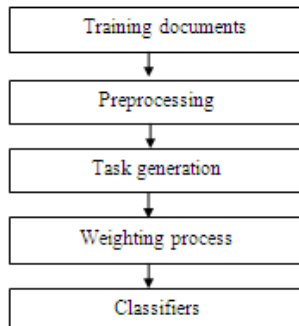 Training documents
Preprocessing
Task generation
Weighting process
Classifiers